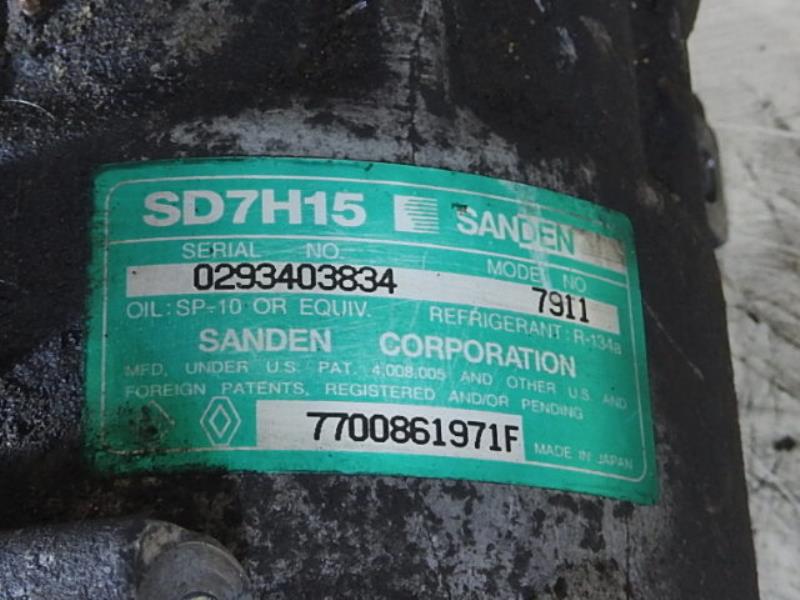 SD7H15 SANDEN
SERIAL NO.
0293403834
MODEL NO
7911
OIL: SP-10 OR EQUIV. REFRIGERANT: R-134a
SANDEN CORPORATION
MFD, UNDER U.S. PAT. 4,008,005 AND OTHER U.S. AND
FOREIGN PATENTS, REGISTERED AND/OR PENDING
7700861971F
MADE IN JAPAN